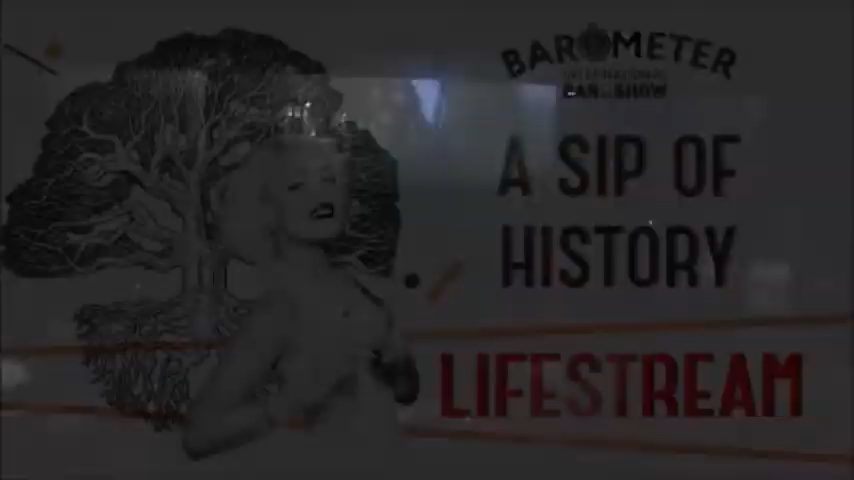 BAROMETER
INTERNATIONAL
BAR SHOW
A SIP OF
HISTORY
LIFESTREAM